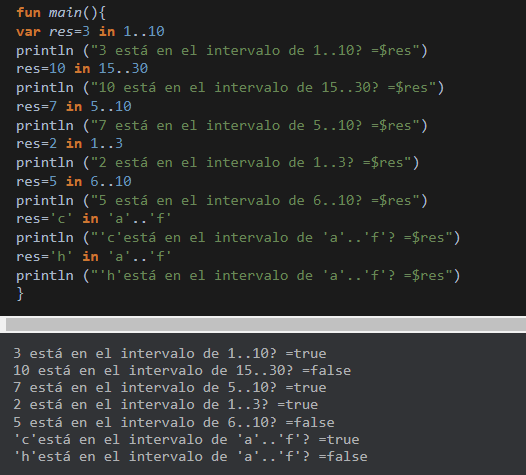 fun main(){
var res=3 in 1..10
println ("3 está en el intervalo de 1..10? =$res")
res=10 in 15..30
println ("10 está en el intervalo de 15..30? =$res")
res=7 in 5..10
println ("7 está en el intervalo de 5..10? =$res")
res=2 in 1..3
println ("2 está en el intervalo de 1..3? =$res")
res=5 in 6..10
println ("5 está en el intervalo de 6..10? =$res")
res='c' in 'a'..'f'
println ("'c'está en el intervalo de 'a'..'f'? =$res")
res='h' in 'a'..'f'
println ("'h'está en el intervalo de 'a'..'f'? =$res")
}
3 está en el intervalo de 1..10? =true
10 está en el intervalo de 15..30? =false
7 está en el intervalo de 5..10? =true
2 está en el intervalo de 1..3? =true
5 está en el intervalo de 6..10? =false
'c'está en el intervalo de 'a'..'f'? =true
'h'está en el intervalo de 'a'..'f'? =false